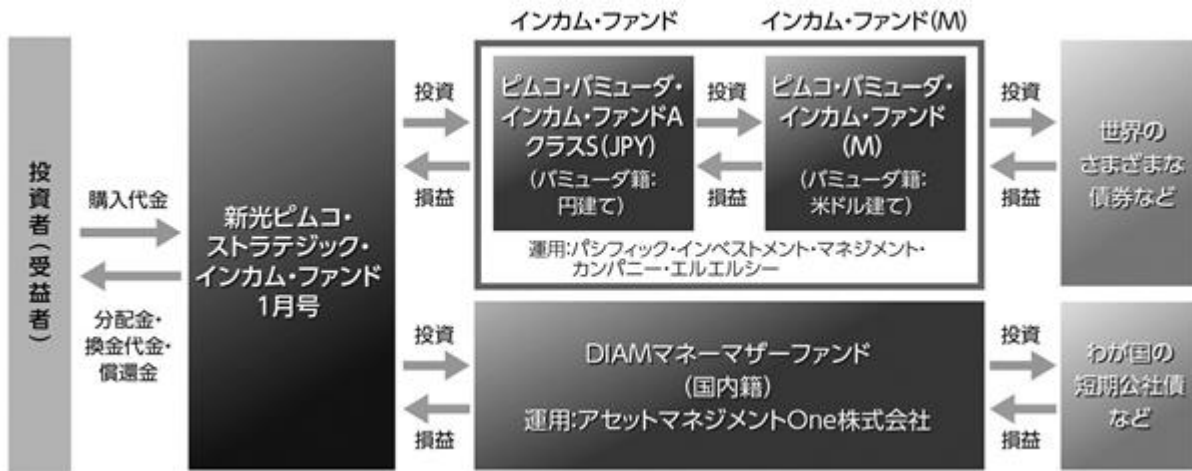 投資者(受益者)
購入代金
分配金・
換金代金・
償還金
新光ピムコ・
ストラテジック・
インカム・ファンド
1月号
投資
損益
インカム・ファンド
インカム・ファンド(M)
ピムコ・バミューダ・
インカム・ファンドA
クラスS(JPY)
(バミューダ籍:
円建て)
投資
損益
ピムコ・バミューダ・
インカム・ファンド
(M)
(バミューダ籍:
米ドル建て)
運用:パシフィック・インベストメント・マネジメント・
カンパニー・エルエルシー
投資
損益
世界の
さまざまな
債券など
投資
損益
DIAMマネーマザーファンド
(国内籍)
運用:アセットマネジメントOne株式会社
投資
損益
わが国の
短期公社債
など